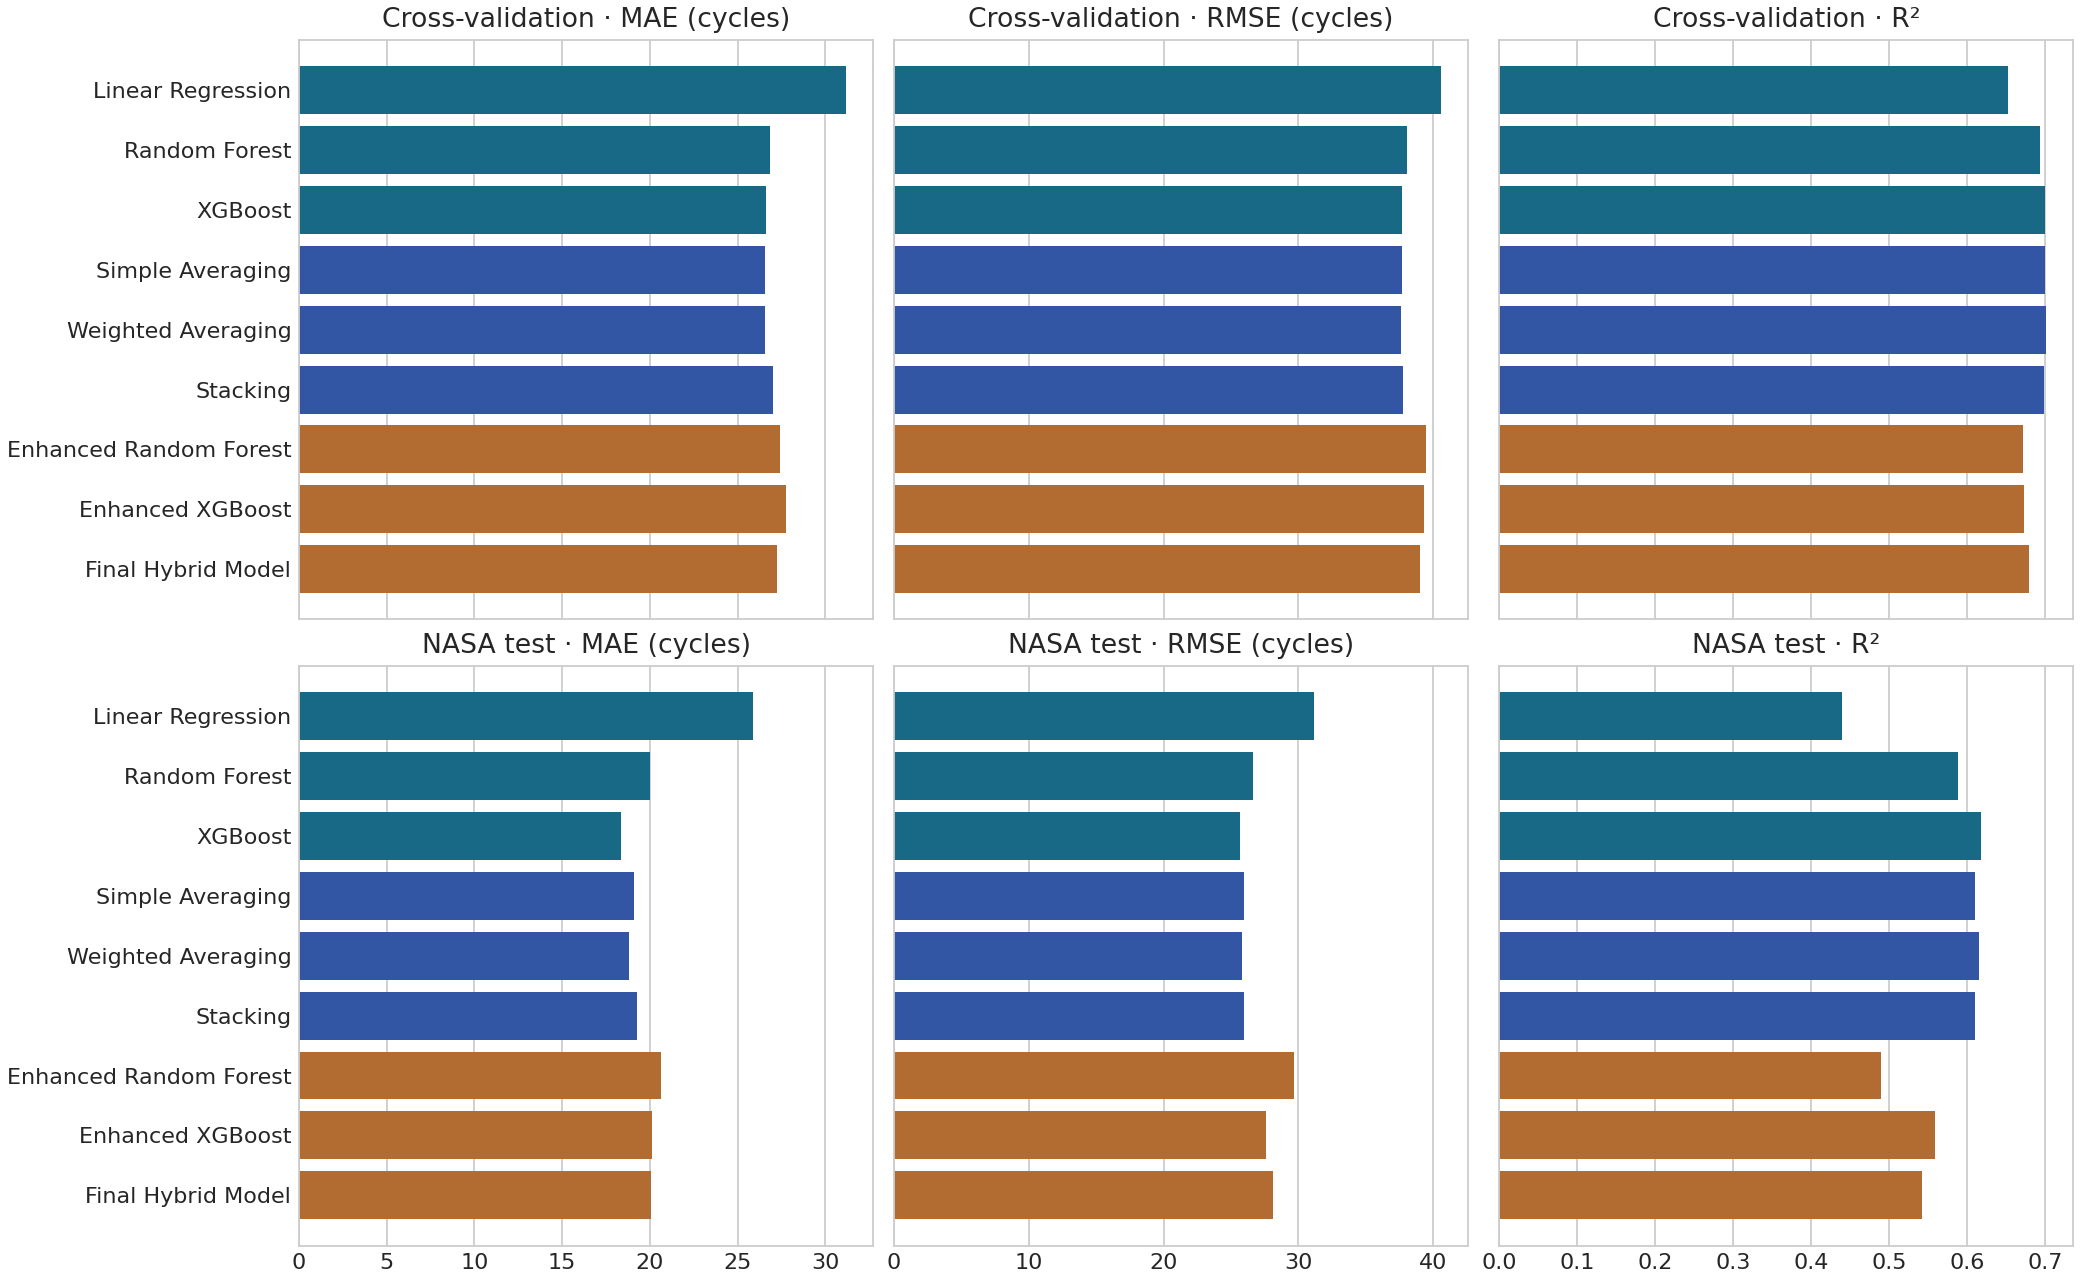 Cross-validation · MAE (cycles)
Cross-validation · RMSE (cycles)
Cross-validation · R²
Linear Regression
Random Forest
XGBoost
Simple Averaging
Weighted Averaging
Stacking
Enhanced Random Forest
Enhanced XGBoost
Final Hybrid Model
NASA test · MAE (cycles)
NASA test · RMSE (cycles)
NASA test · R²
Linear Regression
Random Forest
XGBoost
Simple Averaging
Weighted Averaging
Stacking
Enhanced Random Forest
Enhanced XGBoost
Final Hybrid Model
0 5 10 15 20 25 30
0 10 20 30 40
0.0 0.1 0.2 0.3 0.4 0.5 0.6 0.7